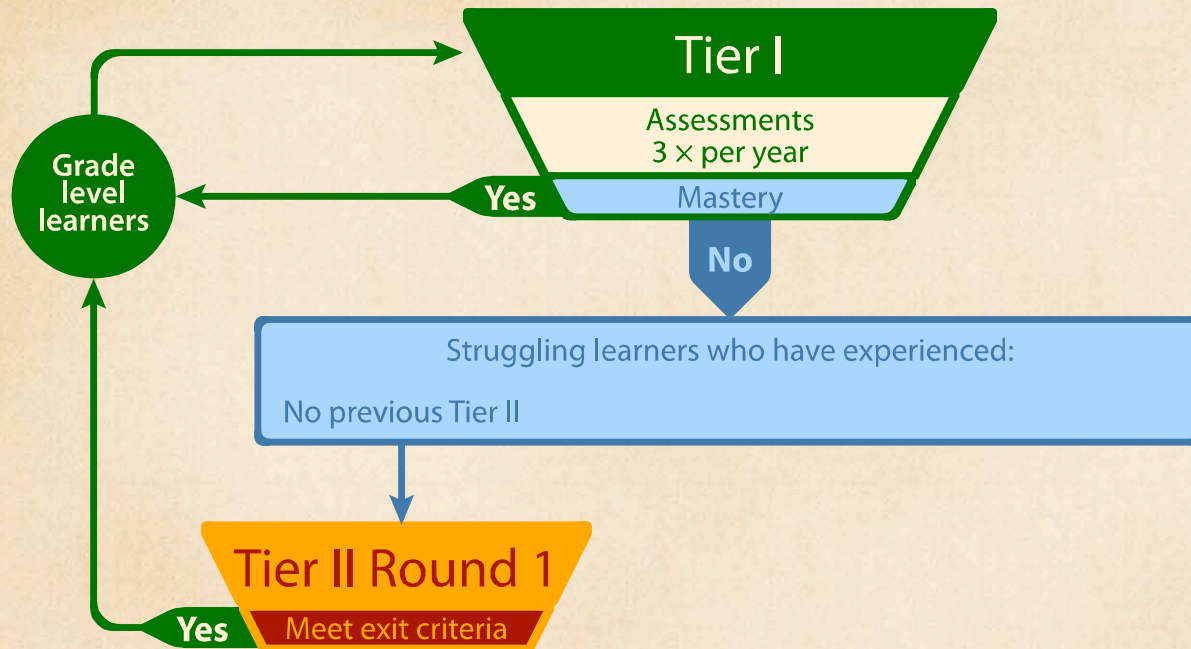 Tier I
Assessments
3 × per year
Grade
level
learners
Yes
Mastery
No
Struggling learners who have experienced:
No previous Tier II
Tier II Round 1
Yes
Meet exit criteria